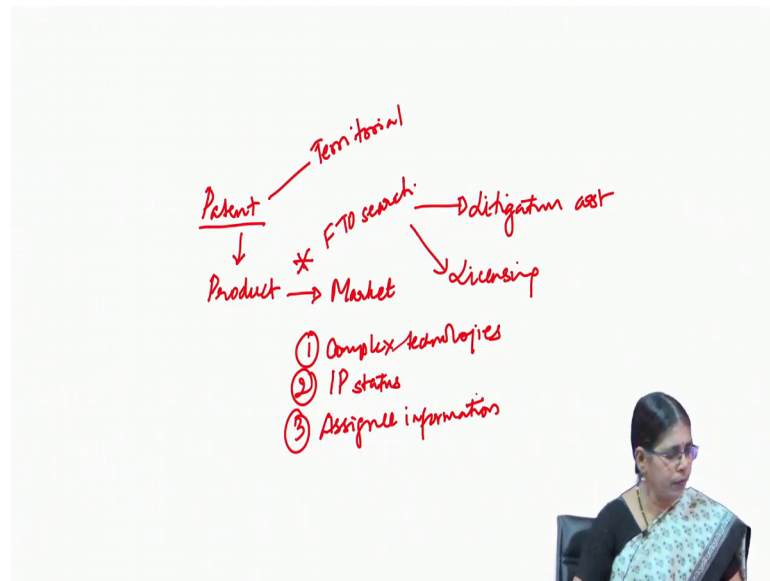 Territorial
Patent
* FTO search.
Litigation cost
Product → Market
Licensing
① Complex technologies
② IP status
③ Assignee information